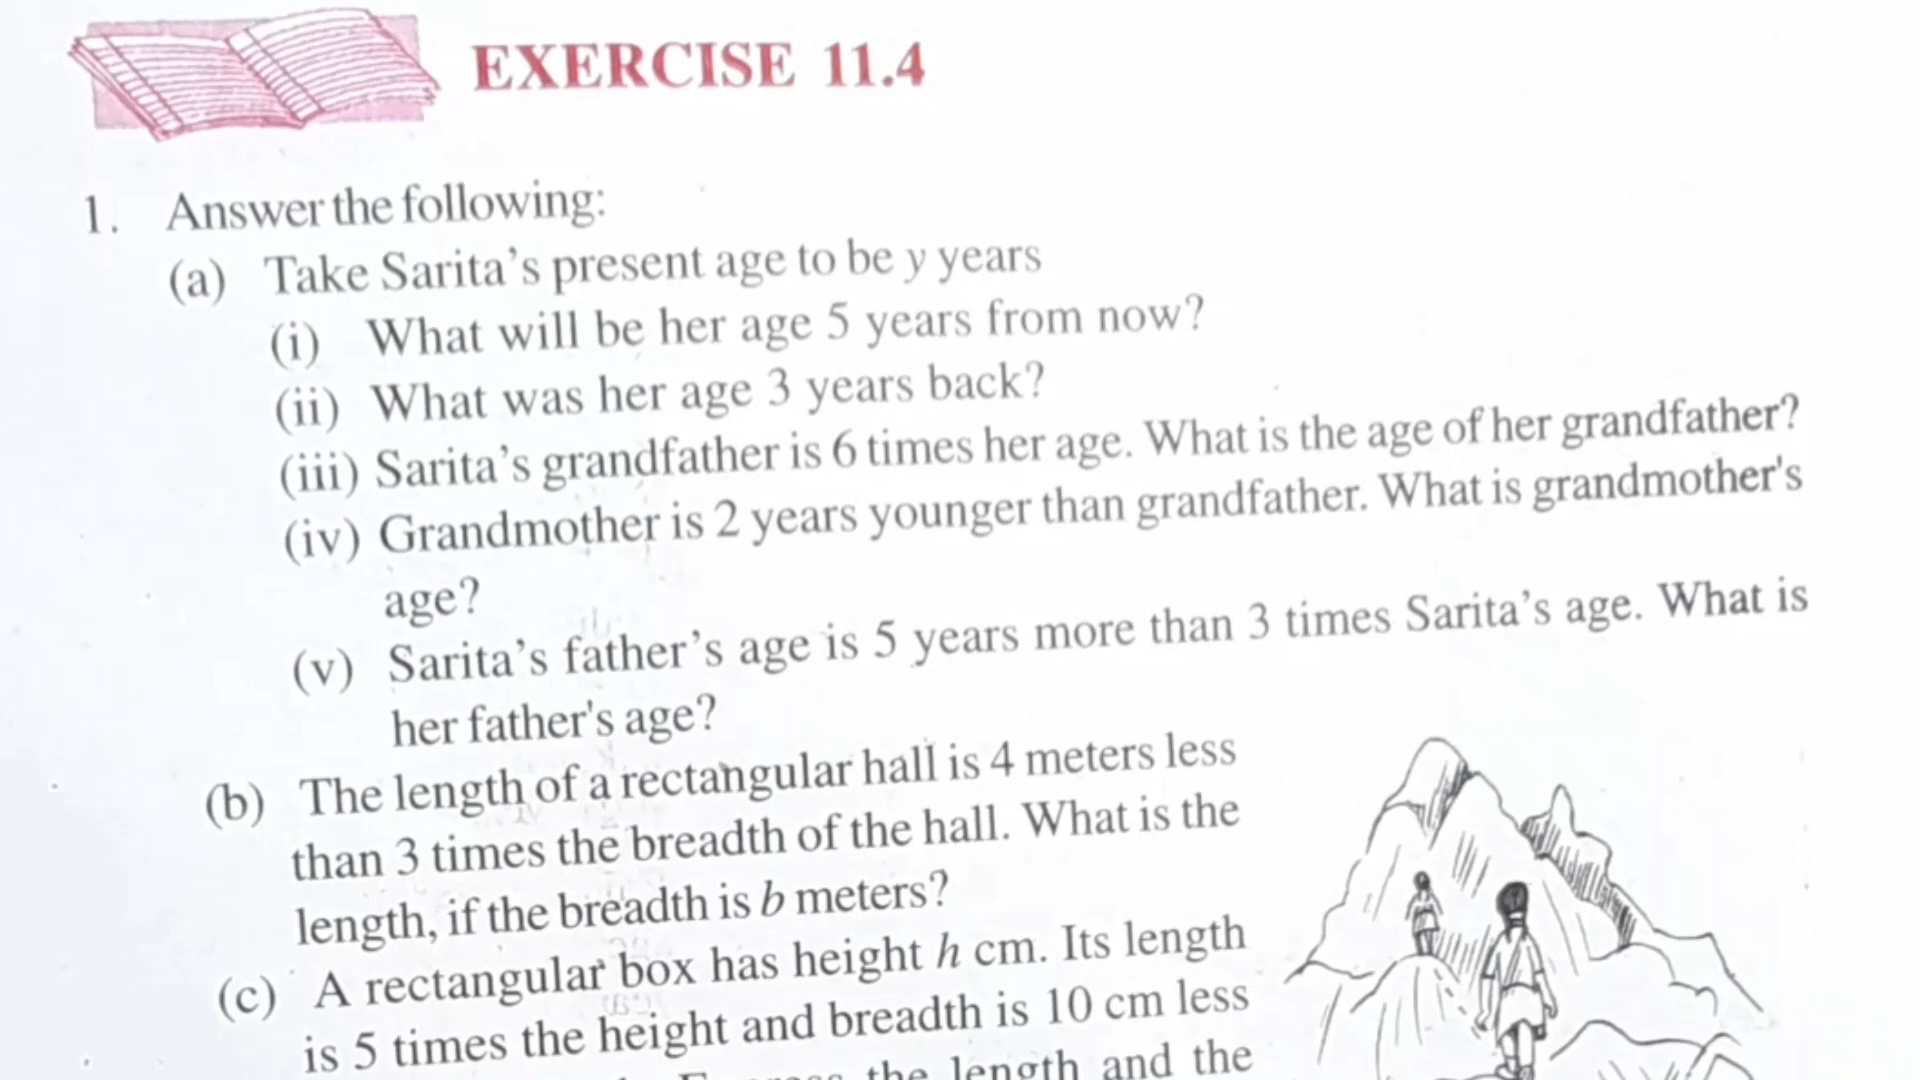 EXERCISE 11.4
1. Answer the following:
(a) Take Sarita’s present age to be y years
(i) What will be her age 5 years from now?
(ii) What was her age 3 years back?
(iii) Sarita’s grandfather is 6 times her age. What is the age of her grandfather?
(iv) Grandmother is 2 years younger than grandfather. What is grandmother's
age?
(v) Sarita’s father’s age is 5 years more than 3 times Sarita’s age. What is
her father's age?
(b) The length of a rectangular hall is 4 meters less
than 3 times the breadth of the hall. What is the
length, if the breadth is b meters?
(c) A rectangular box has height h cm. Its length
is 5 times the height and breadth is 10 cm less
the length and the